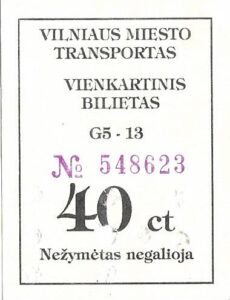 VILNIAUS MIESTO
TRANSPORTAS
VIENKARTINIS
BILIETAS
G5 - 13
№ 548623
40 ct
Nežymėtas negalioja